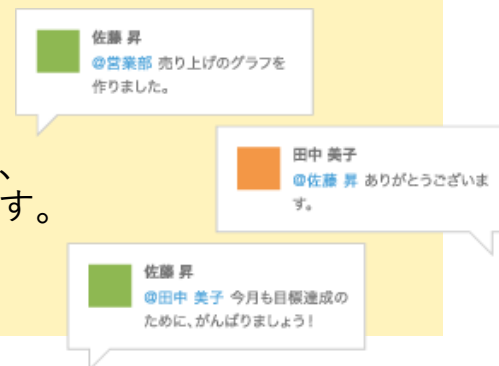 佐藤 昇
@営業部 売り上げのグラフを
作りました。
、
す。
田中 美子
@佐藤 昇 ありがとうございま
す。
佐藤 昇
@田中 美子 今月も目標達成の
ために、がんばりましょう!